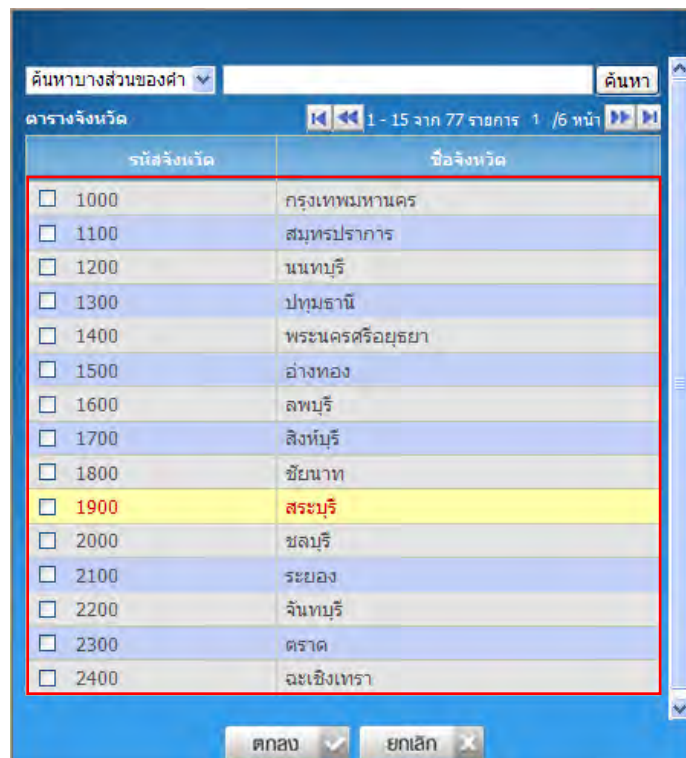 ค้นหาบางส่วนของคำ ค้นหา
ตารางจังหวัด 1 - 15 จาก 77 รายการ 1 /6 หน้า
รหัสจังหวัด ชื่อจังหวัด
1000 กรุงเทพมหานคร
1100 สมุทรปราการ
1200 นนทบุรี
1300 ปทุมธานี
1400 พระนครศรีอยุธยา
1500 อ่างทอง
1600 ลพบุรี
1700 สิงห์บุรี
1800 ชัยนาท
1900 สระบุรี
2000 ชลบุรี
2100 ระยอง
2200 จันทบุรี
2300 ตราด
2400 ฉะเชิงเทรา
ตกลง ยกเลิก